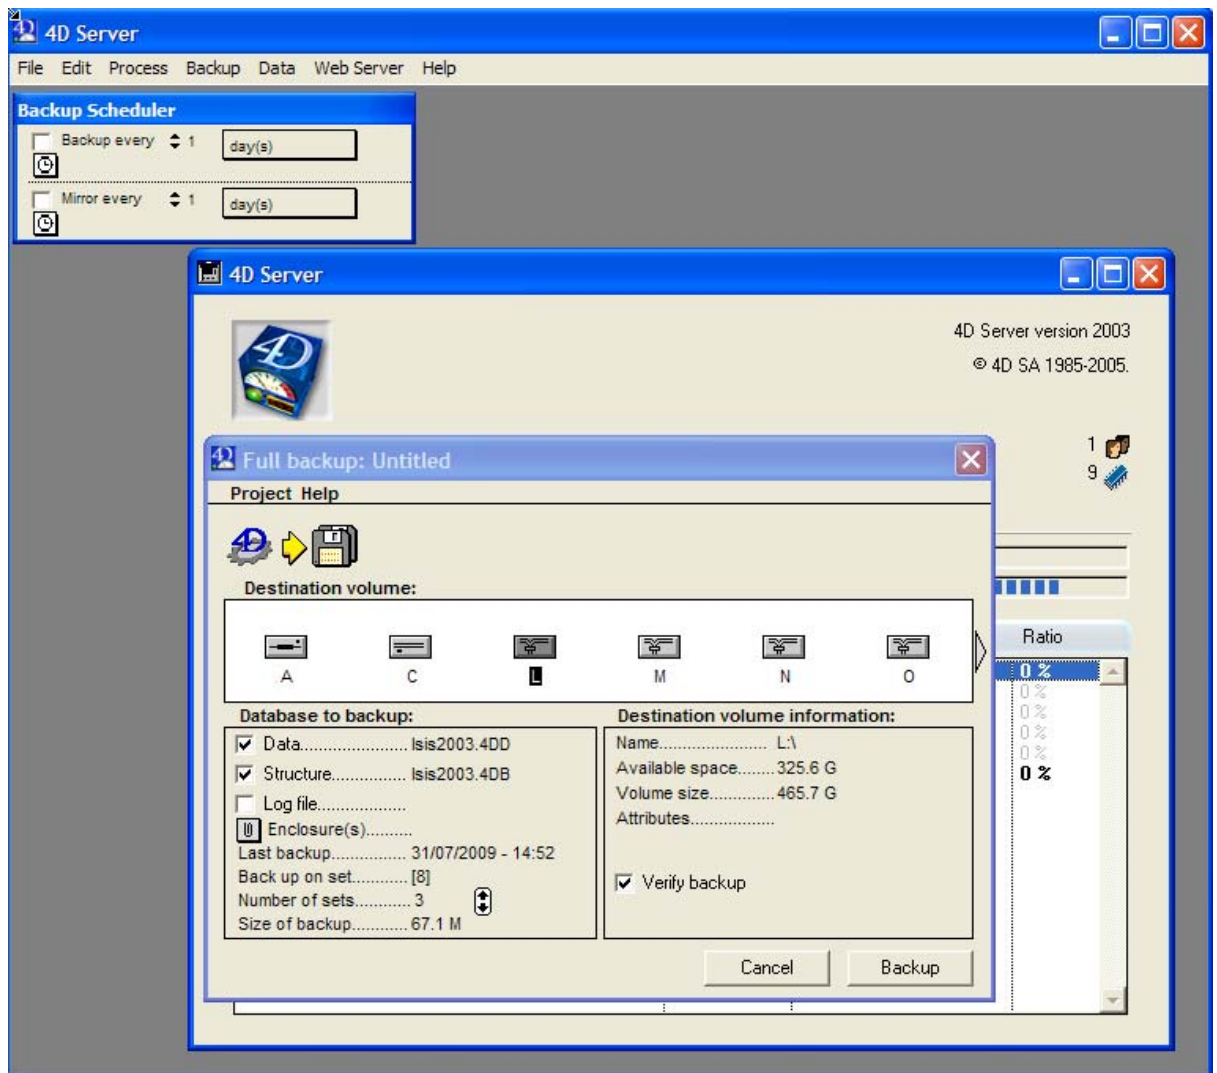 4D Server
File Edit Process Backup Data Web Server Help
Backup Scheduler
Backup every 1 day(s)
Mirror every 1 day(s)
4D Server
4D Server version 2003
© 4D SA 1985-2005.
1
9
Full backup: Untitled
Project Help
Destination volume:
A C L M N O
Ratio
0 %
0 %
0 %
0 %
0 %
0 %
Database to backup:
Data...................... Isis2003.4DD
Structure............... Isis2003.4DB
Log file..................
Enclosure(s)..........
Last backup................ 31/07/2009 - 14:52
Back up on set............ [8]
Number of sets............ 3
Size of backup............ 67.1 M
Destination volume information:
Name....................... L:\
Available space........ 325.6 G
Volume size............. 465.7 G
Attributes..................
Verify backup
Cancel Backup